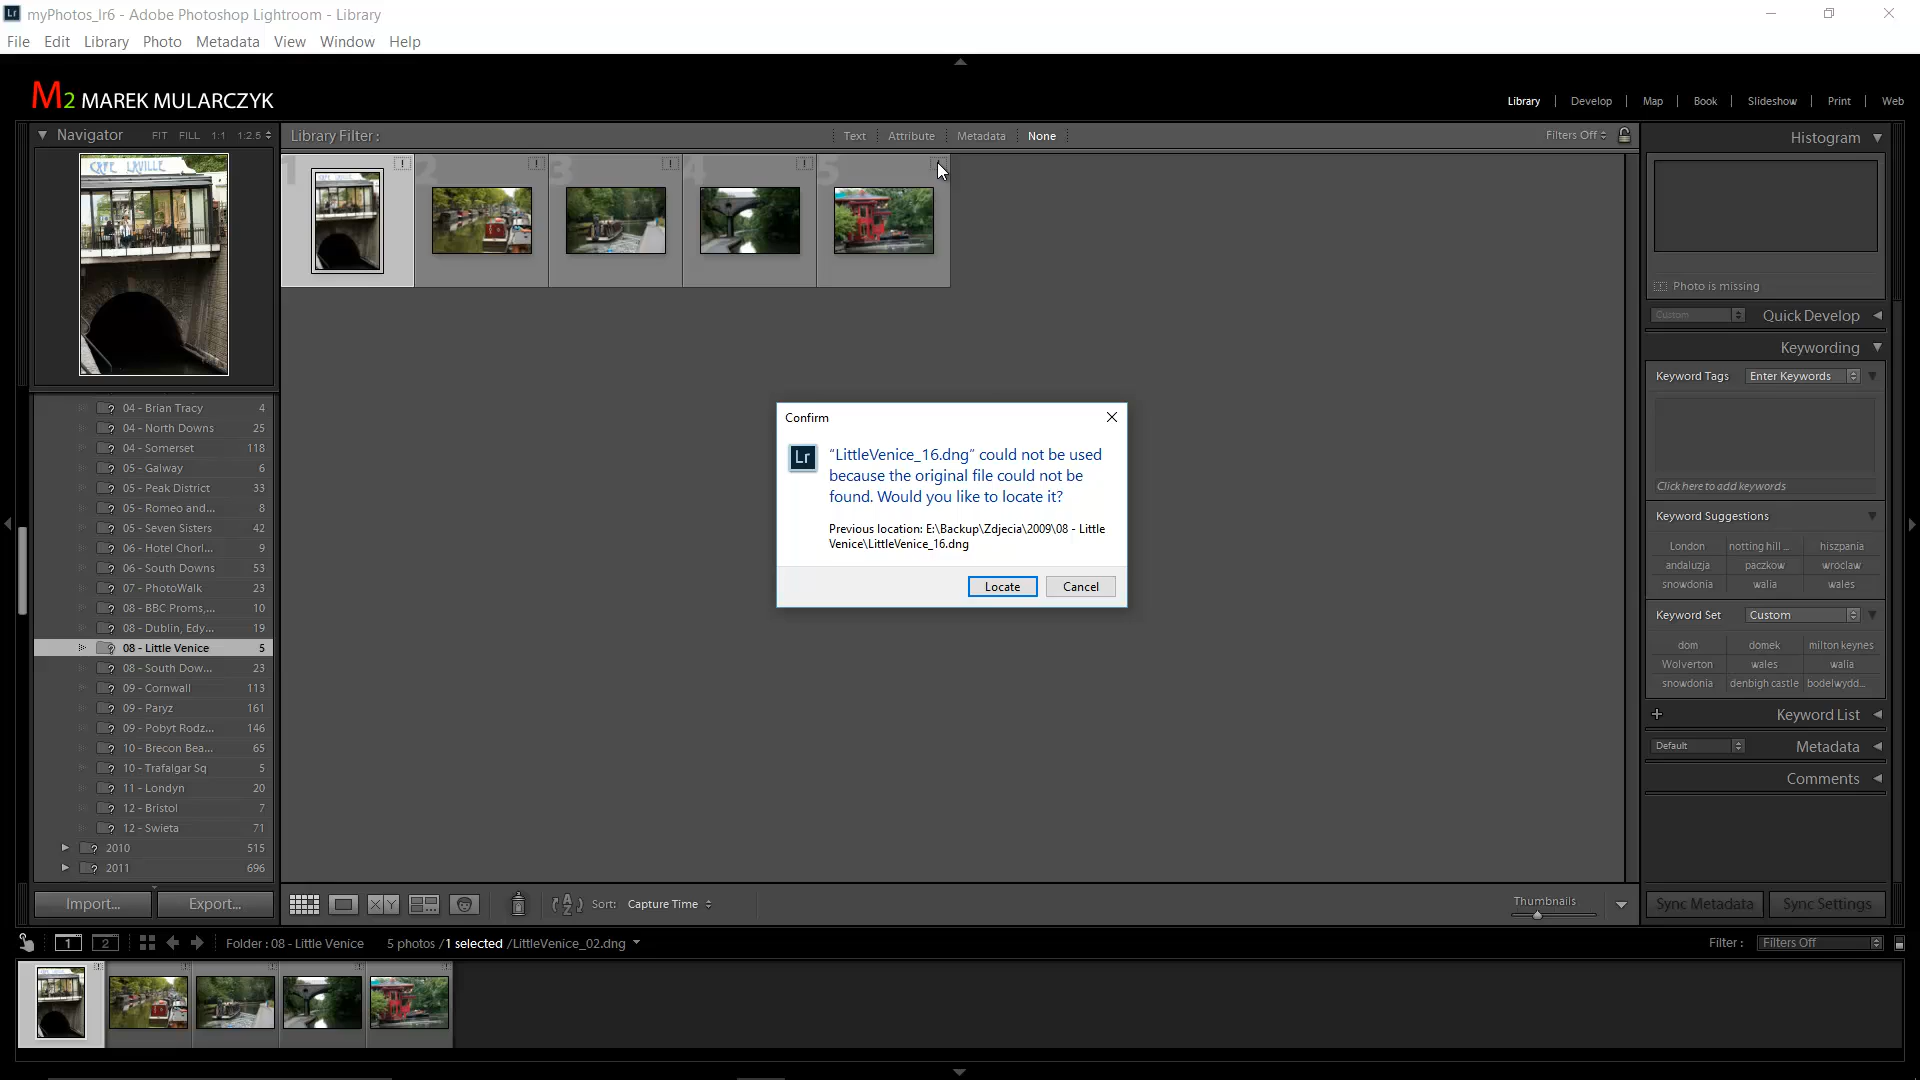 Lr myPhotos_lr6 - Adobe Photoshop Lightroom - Library
File Edit Library Photo Metadata View Window Help
M2 MAREK MULARCZYK
Library | Develop | Map | Book | Slideshow | Print | Web
Navigator FIT FILL 1:1 1:2.5
Library Filter : Text Attribute Metadata None Filters Off
Histogram
1 2 3 4 5
CAFE LAVILLE
Photo is missing
Custom Quick Develop
Keywording
Keyword Tags Enter Keywords
Click here to add keywords
Keyword Suggestions
London notting hill ... hiszpania
andaluzja paczkow wroclaw
snowdonia walia wales
Keyword Set Custom
dom domek milton keynes
Wolverton wales walia
snowdonia denbigh castle bodelwydd...
Keyword List
Default Metadata
Comments
04 - Brian Tracy 4
04 - North Downs 25
04 - Somerset 118
05 - Galway 6
05 - Peak District 33
05 - Romeo and... 8
05 - Seven Sisters 42
06 - Hotel Chorl... 9
06 - South Downs 53
07 - PhotoWalk 23
08 - BBC Proms,... 10
08 - Dublin, Edy... 19
08 - Little Venice 5
08 - South Dow... 23
09 - Cornwall 113
09 - Paryz 161
09 - Pobyt Rodz... 146
10 - Brecon Bea... 65
10 - Trafalgar Sq 5
11 - Londyn 20
12 - Bristol 7
12 - Swieta 71
2010 515
2011 696
Confirm
Lr
"LittleVenice_16.dng" could not be used
because the original file could not be
found. Would you like to locate it?
Previous location: E:\Backup\Zdjecia\2009\08 - Little
Venice\LittleVenice_16.dng
Locate Cancel
Import... Export...
X Y
A Z Sort: Capture Time
Thumbnails
Sync Metadata Sync Settings
1 2 Folder : 08 - Little Venice 5 photos / 1 selected / LittleVenice_02.dng
Filter : Filters Off